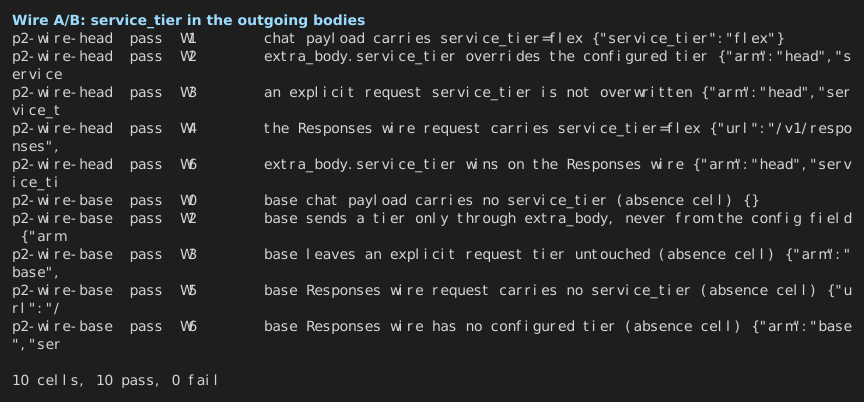 Wire A/B: service_tier in the outgoing bodies
p2-wire-head pass W1 chat payload carries service_tier=flex {"service_tier":"flex"}
p2-wire-head pass W2 extra_body.service_tier overrides the configured tier {"arm":"head","s
ervice
p2-wire-head pass W3 an explicit request service_tier is not overwritten {"arm":"head","ser
vice_t
p2-wire-head pass W4 the Responses wire request carries service_tier=flex {"url":"/v1/respo
nses",
p2-wire-head pass W6 extra_body.service_tier wins on the Responses wire {"arm":"head","serv
ice_ti
p2-wire-base pass W0 base chat payload carries no service_tier (absence cell) {}
p2-wire-base pass W2 base sends a tier only through extra_body, never from the config field
{"arm
p2-wire-base pass W3 base leaves an explicit request tier untouched (absence cell) {"arm":"
base",
p2-wire-base pass W5 base Responses wire request carries no service_tier (absence cell) {"u
rl":"/
p2-wire-base pass W6 base Responses wire has no configured tier (absence cell) {"arm":"base
","ser
10 cells, 10 pass, 0 fail